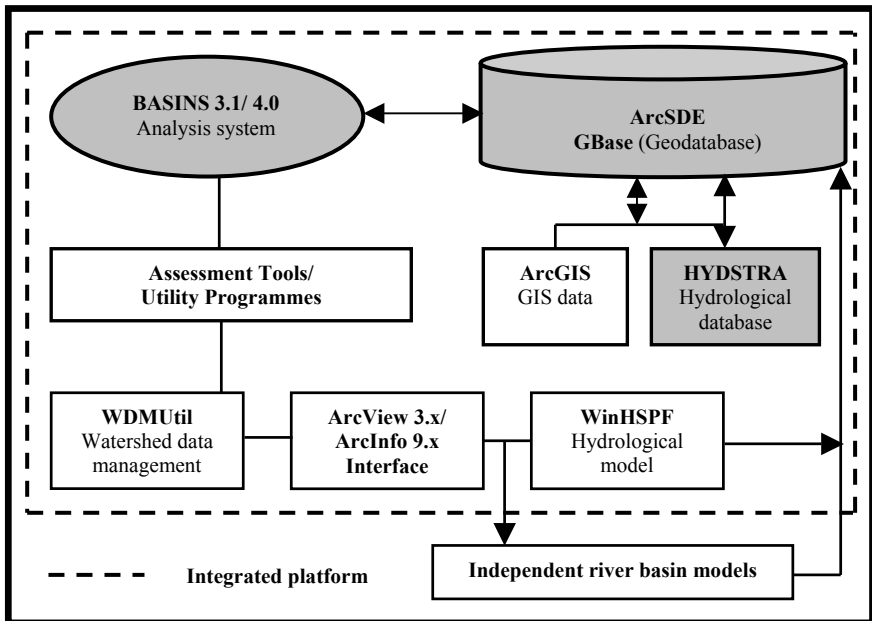 BASINS 3.1/ 4.0
Analysis system
ArcSDE
GBase (Geodatabase)
Assessment Tools/
Utility Programmes
ArcGIS
GIS data
HYDSTRA
Hydrological
database
WDMUtil
Watershed data
management
ArcView 3.x/
ArcInfo 9.x
Interface
WinHSPF
Hydrological
model
Independent river basin models
Integrated platform